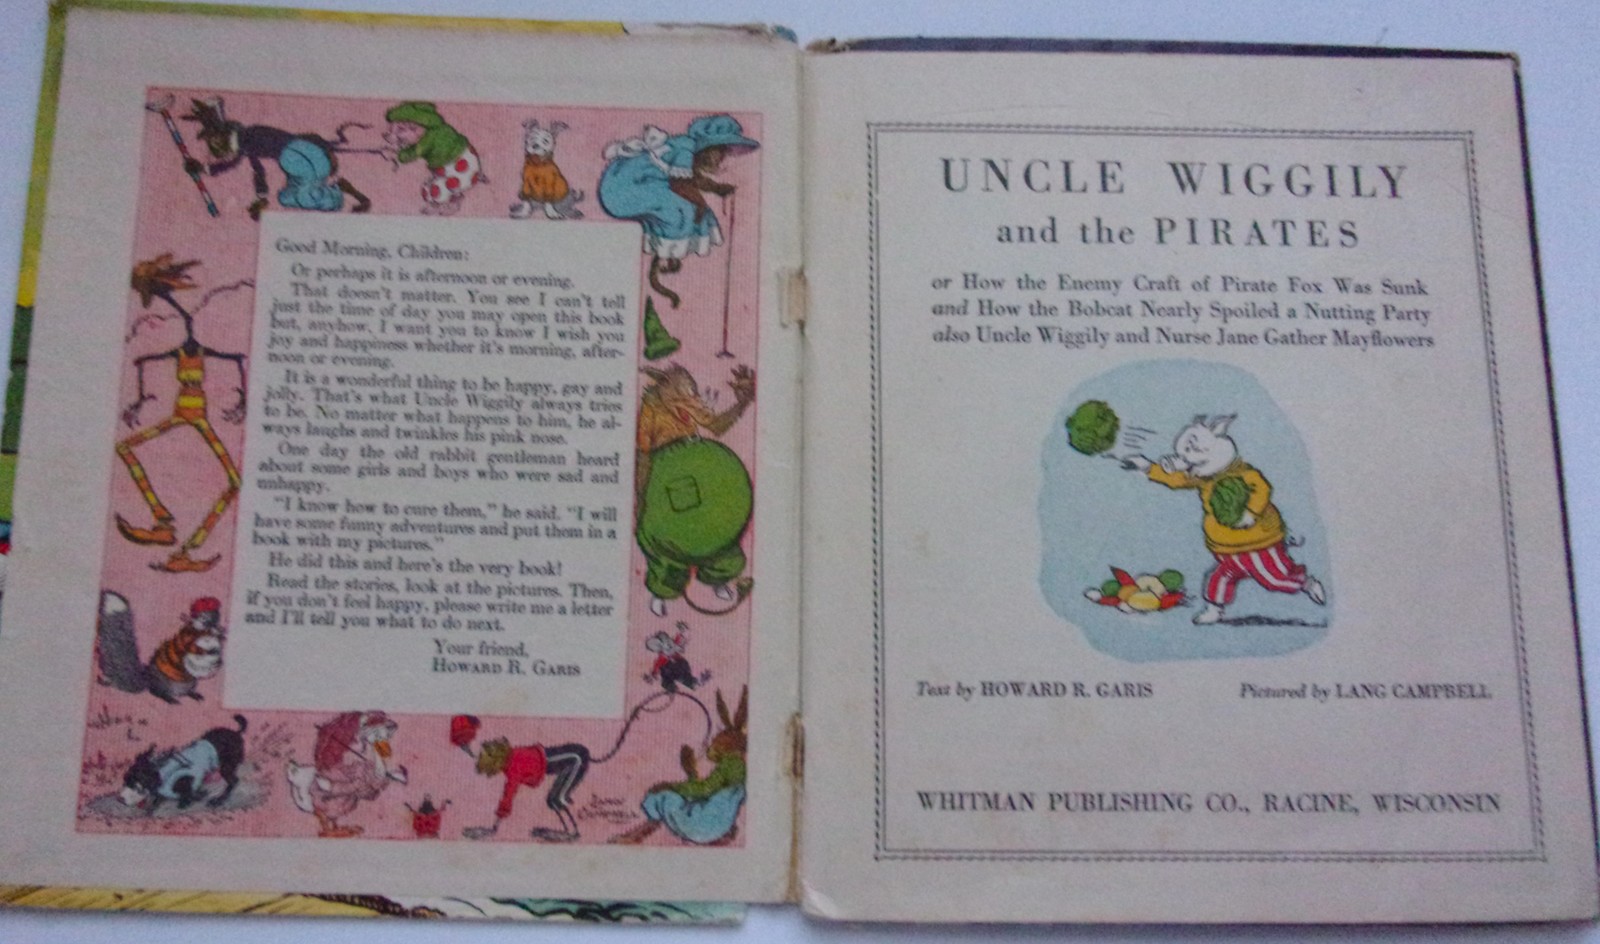 Good Morning, Children:
Or perhaps it is afternoon or evening.
That doesn't matter. You see I can't tell
just the time of day you may open this book
but, anyhow, I want you to know I wish you
joy and happiness whether it's morning, after-
noon or evening.
It is a wonderful thing to be happy, gay and
jolly. That's what Uncle Wiggily always tries
to be. No matter what happens to him, he al-
ways laughs and twinkles his pink nose.
One day the old rabbit gentleman heard
about some girls and boys who were sad and
unhappy.
"I know how to cure them," he said. "I will
have some funny adventures and put them in a
book with my pictures."
He did this and here's the very book!
Read the stories, look at the pictures. Then,
if you don't feel happy, please write me a letter
and I'll tell you what to do next.
Your friend,
HOWARD R. GARIS
LANG
CAMPBELL
UNCLE WIGGILY
and the PIRATES
or How the Enemy Craft of Pirate Fox Was Sunk
and How the Bobcat Nearly Spoiled a Nutting Party
also Uncle Wiggily and Nurse Jane Gather Mayflowers
Text by HOWARD R. GARIS Pictured by LANG CAMPBELL
WHITMAN PUBLISHING CO., RACINE, WISCONSIN